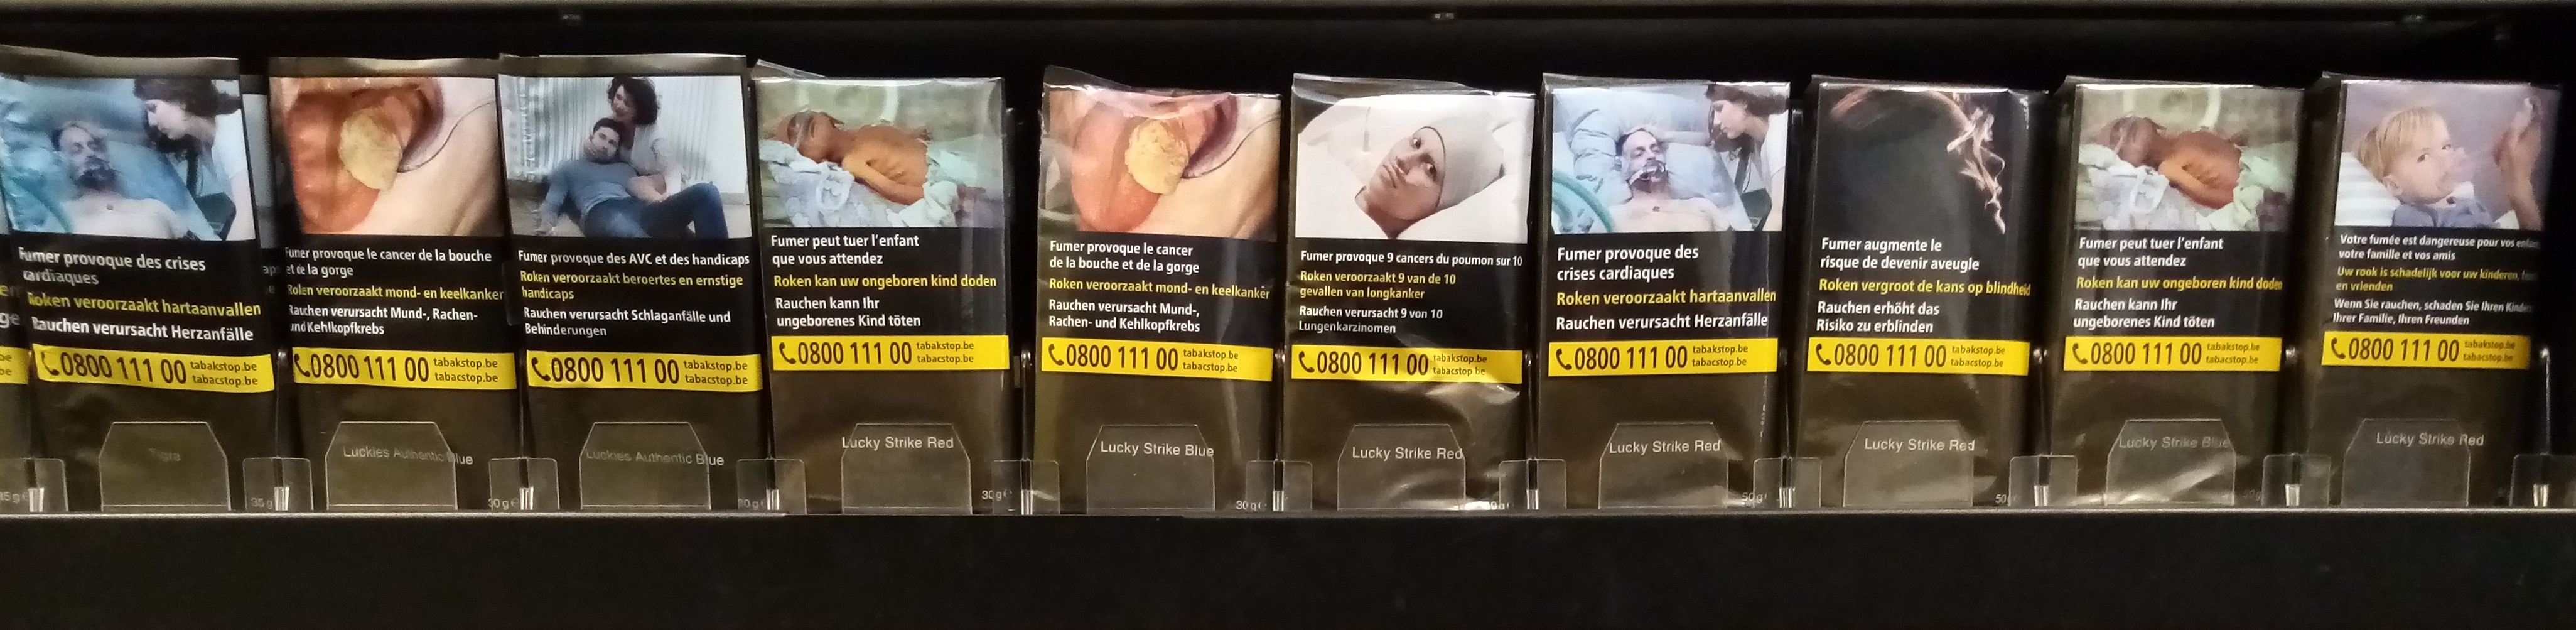 Fumer provoque des crises
cardiaques
Roken veroorzaakt hartaanvallen
Rauchen verursacht Herzanfälle
0800 111 00
tabakstop.be
tabacstop.be
Tigra
Fumer provoque le cancer de la bouche
et de la gorge
Roken veroorzaakt mond- en keelkanker
Rauchen verursacht Mund-, Rachen-
und Kehlkopfkrebs
0800 111 00
tabakstop.be
tabacstop.be
Luckies Authentic Blue
35 g
Fumer provoque des AVC et des handicaps
Roken veroorzaakt beroertes en ernstige
handicaps
Rauchen verursacht Schlaganfälle und
Behinderungen
0800 111 00
tabakstop.be
tabacstop.be
Luckies Authentic Blue
30 g
Fumer peut tuer l'enfant
que vous attendez
Roken kan uw ongeboren kind doden
Rauchen kann Ihr
ungeborenes Kind töten
0800 111 00
tabakstop.be
tabacstop.be
Lucky Strike Red
30 g
Fumer provoque le cancer
de la bouche et de la gorge
Roken veroorzaakt mond- en keelkanker
Rauchen verursacht Mund-,
Rachen- und Kehlkopfkrebs
0800 111 00
tabakstop.be
tabacstop.be
Lucky Strike Blue
30 g
Fumer provoque 9 cancers du poumon sur 10
Roken veroorzaakt 9 van de 10
gevallen van longkanker
Rauchen verursacht 9 von 10
Lungenkarzinomen
0800 111 00
tabakstop.be
tabacstop.be
Lucky Strike Red
Fumer provoque des
crises cardiaques
Roken veroorzaakt hartaanvallen
Rauchen verursacht Herzanfälle
0800 111 00
tabakstop.be
tabacstop.be
Lucky Strike Red
50 g
Fumer augmente le
risque de devenir aveugle
Roken vergroot de kans op blindheid
Rauchen erhöht das
Risiko zu erblinden
0800 111 00
tabakstop.be
tabacstop.be
Lucky Strike Red
50
Fumer peut tuer l'enfant
que vous attendez
Roken kan uw ongeboren kind doden
Rauchen kann Ihr
ungeborenes Kind töten
0800 111 00
tabakstop.be
tabacstop.be
Lucky Strike Blue
Votre fumée est dangereuse pour vos
votre famille et vos amis
Uw rook is schadelijk voor uw kinderen,
en vrienden
Wenn Sie rauchen, schaden Sie Ihren
Ihrer Familie, Ihren Freunden
0800 111 00
tabakstop.be
tabacstop.be
Lucky Strike Red